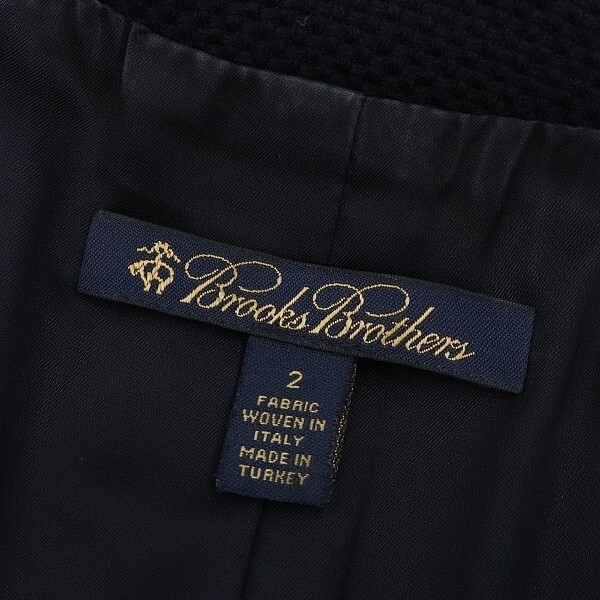 Brooks Brothers
2
FABRIC
WOVEN IN
ITALY
MADE IN
TURKEY